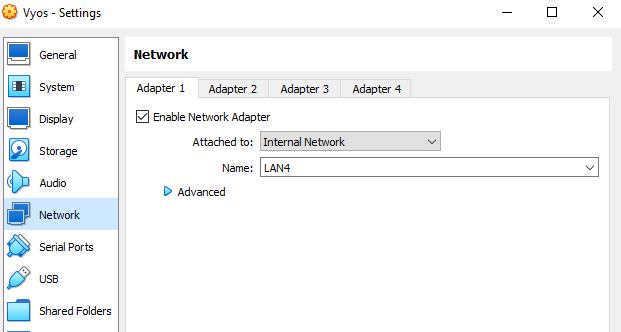 Vyos - Settings
General
System
Display
Storage
Audio
Network
Serial Ports
USB
Shared Folders
Network
Adapter 1 Adapter 2 Adapter 3 Adapter 4
Enable Network Adapter
Attached to: Internal Network
Name: LAN4
Advanced